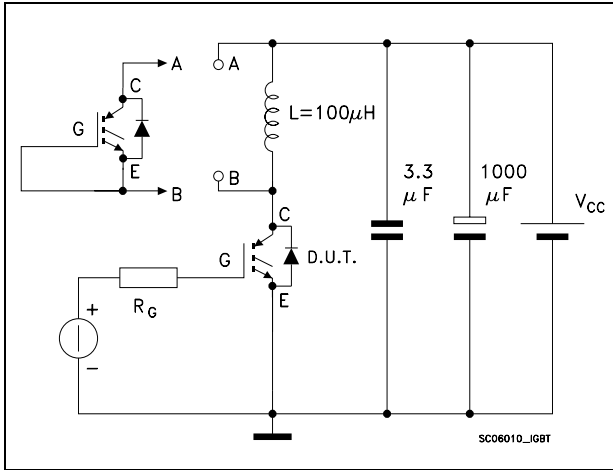 A
A
C
G
E
B
B
L=100μH
3.3
μF
1000
μF
VCC
C
G
D.U.T.
E
RG
+
−
SC06010_IGBT